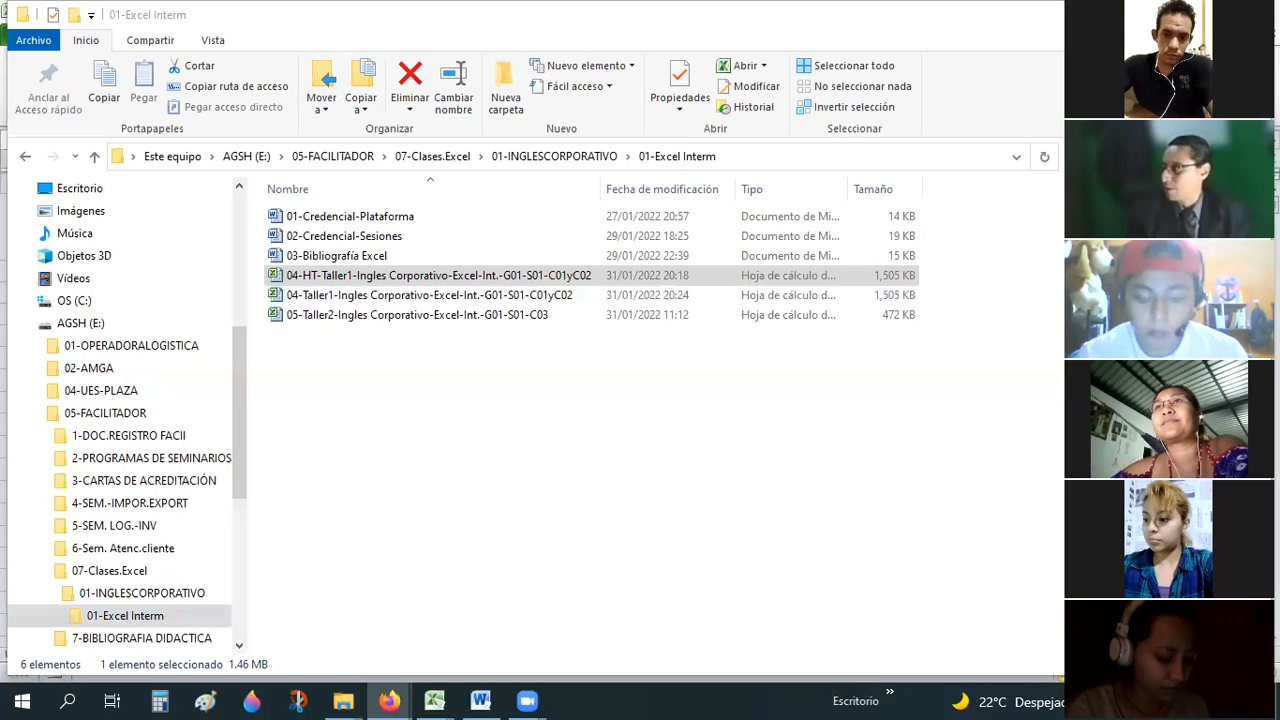 01-Excel Interm
Archivo Inicio Compartir Vista
Anclar al Acceso rápido
Copiar
Pegar
Cortar
Copiar ruta de acceso
Pegar acceso directo
Portapapeles
Mover a
Copiar a
Eliminar
Cambiar nombre
Organizar
Nueva carpeta
Nuevo elemento
Fácil acceso
Nuevo
Propiedades
Abrir
Modificar
Historial
Abrir
Seleccionar todo
No seleccionar nada
Invertir selección
Seleccionar
Este equipo > AGSH (E:) > 05-FACILITADOR > 07-Clases.Excel > 01-INGLESCORPORATIVO > 01-Excel Interm
Escritorio
Imágenes
Música
Objetos 3D
Vídeos
OS (C:)
AGSH (E:)
01-OPERADORALOGISTICA
02-AMGA
04-UES-PLAZA
05-FACILITADOR
1-DOC.REGISTRO FACII
2-PROGRAMAS DE SEMINARIOS
3-CARTAS DE ACREDITACIÓN
4-SEM.-IMPOR.EXPORT
5-SEM. LOG.-INV
6-Sem. Atenc.cliente
07-Clases.Excel
01-INGLESCORPORATIVO
01-Excel Interm
7-BIBLIOGRAFIA DIDACTICA
Nombre Fecha de modificación Tipo Tamaño
01-Credencial-Plataforma 27/01/2022 20:57 Documento de Mi... 14 KB
02-Credencial-Sesiones 29/01/2022 18:25 Documento de Mi... 19 KB
03-Bibliografía Excel 29/01/2022 22:39 Documento de Mi... 15 KB
04-HT-Taller1-Ingles Corporativo-Excel-Int.-G01-S01-C01yC02 31/01/2022 20:18 Hoja de cálculo d... 1,505 KB
04-Taller1-Ingles Corporativo-Excel-Int.-G01-S01-C01yC02 31/01/2022 20:24 Hoja de cálculo d... 1,505 KB
05-Taller2-Ingles Corporativo-Excel-Int.-G01-S01-C03 31/01/2022 11:12 Hoja de cálculo d... 472 KB
6 elementos 1 elemento seleccionado 1.46 MB
Escritorio » 22°C Despejad